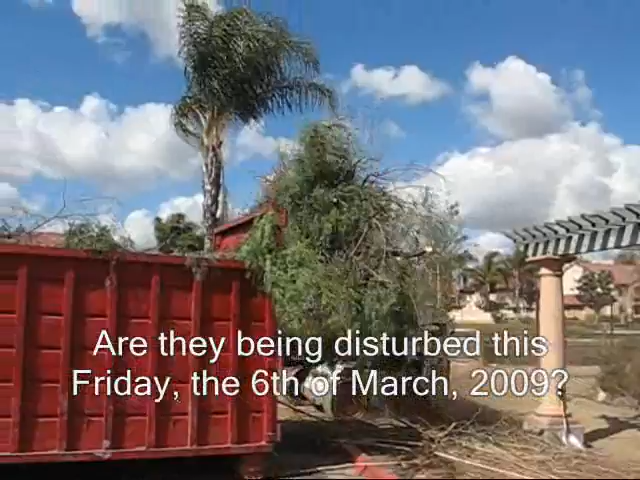 Are they being disturbed this
Friday, the 6th of March, 2009?